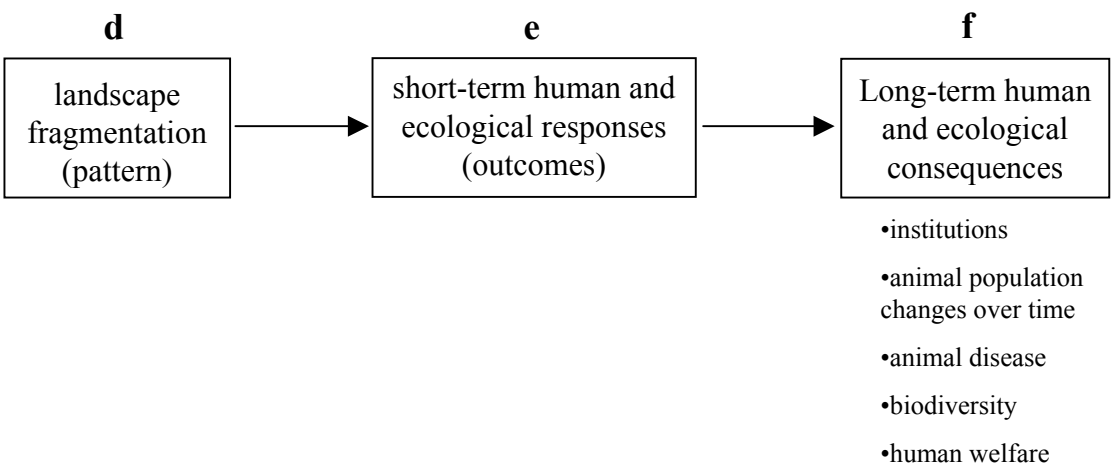 d
landscape
fragmentation
(pattern)
e
short-term human and
ecological responses
(outcomes)
f
Long-term human
and ecological
consequences
•institutions
•animal population
changes over time
•animal disease
•biodiversity
•human welfare